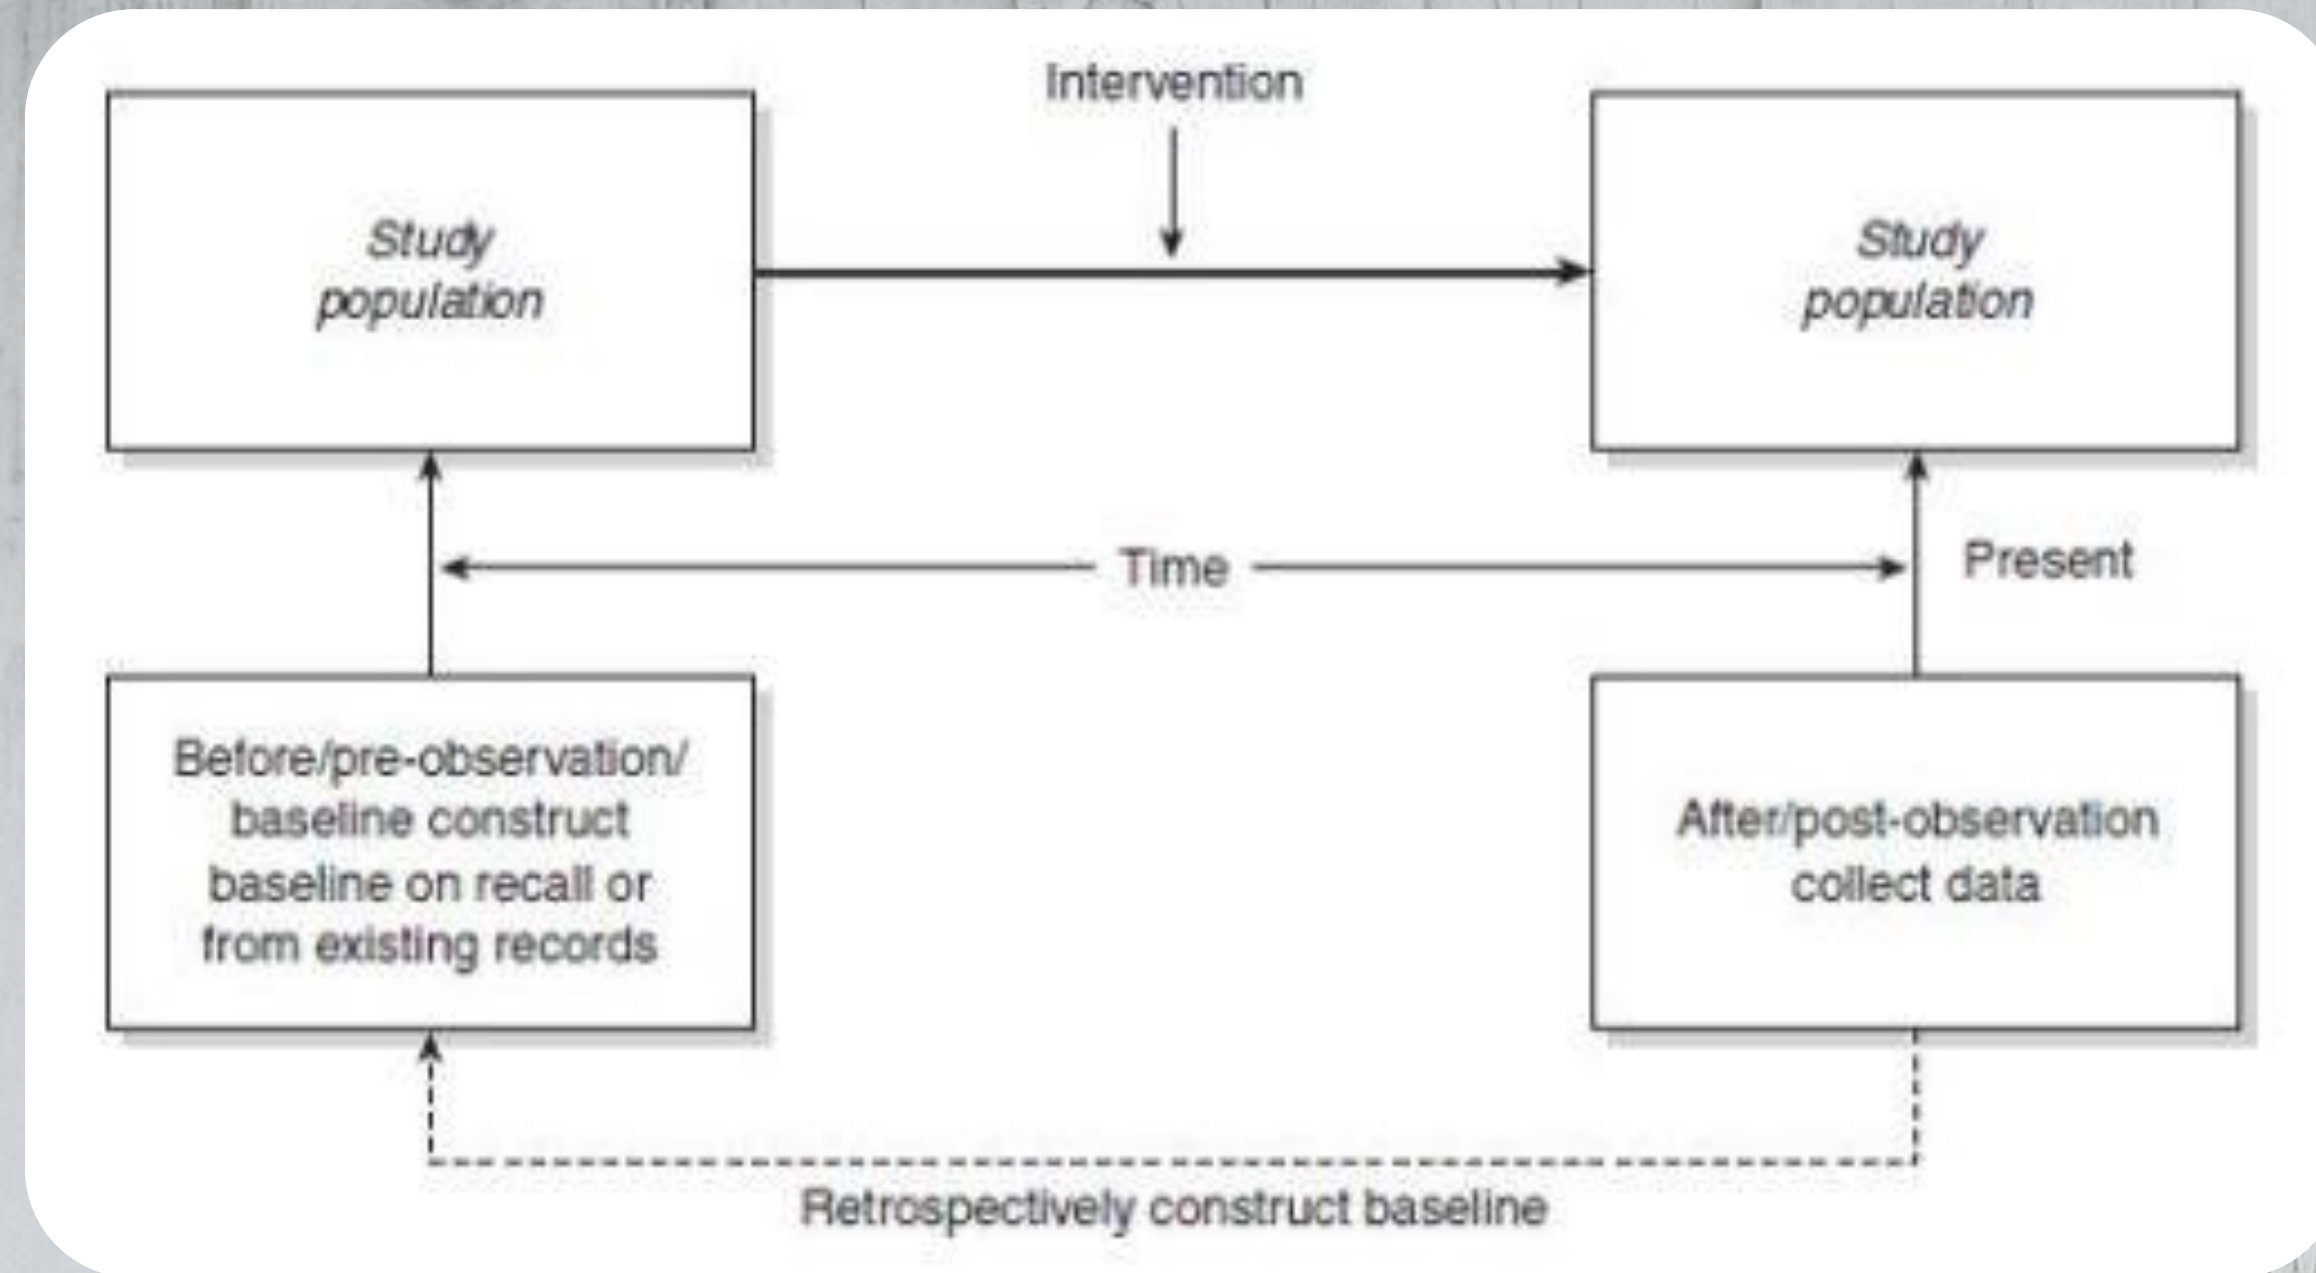 Intervention
Study
population
Study
population
Time
Present
Before/pre-observation/
baseline construct
baseline on recall or
from existing records
After/post-observation
collect data
Retrospectively construct baseline